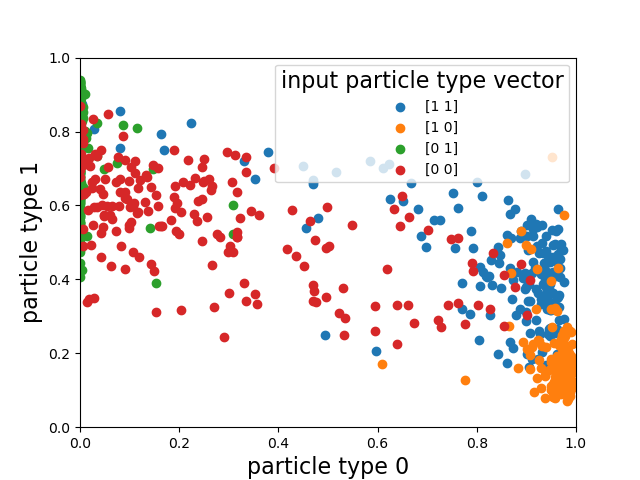 1.0
0.8
0.6
0.4
0.2
0.0
particle type 1
input particle type vector
[1 1]
[1 0]
[0 1]
[0 0]
0.0 0.2 0.4 0.6 0.8 1.0
particle type 0